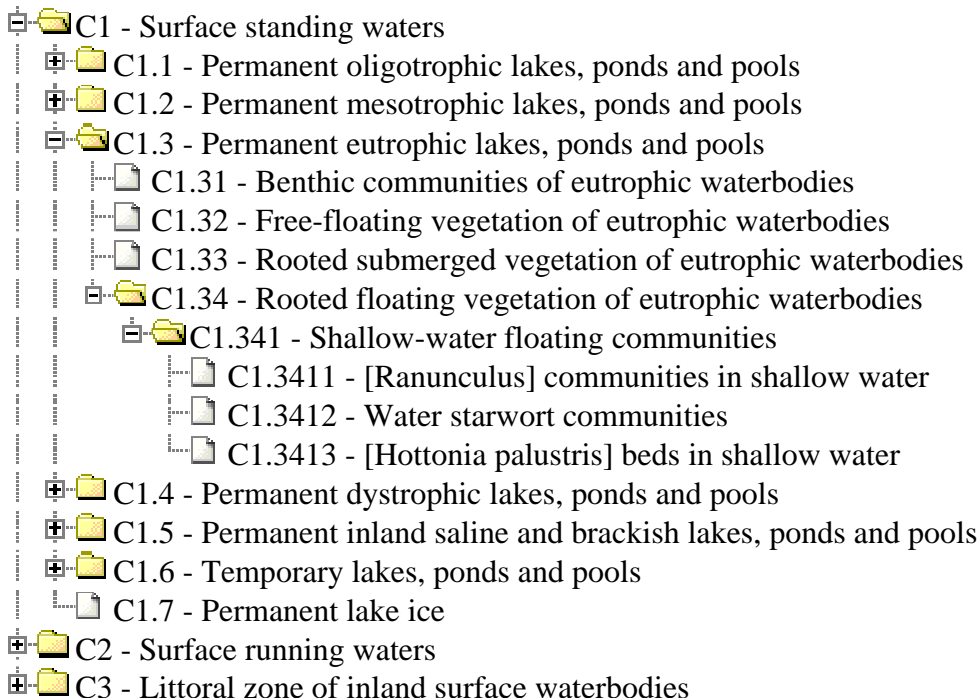 C1 - Surface standing waters
C1.1 - Permanent oligotrophic lakes, ponds and pools
C1.2 - Permanent mesotrophic lakes, ponds and pools
C1.3 - Permanent eutrophic lakes, ponds and pools
C1.31 - Benthic communities of eutrophic waterbodies
C1.32 - Free-floating vegetation of eutrophic waterbodies
C1.33 - Rooted submerged vegetation of eutrophic waterbodies
C1.34 - Rooted floating vegetation of eutrophic waterbodies
C1.341 - Shallow-water floating communities
C1.3411 - [Ranunculus] communities in shallow water
C1.3412 - Water starwort communities
C1.3413 - [Hottonia palustris] beds in shallow water
C1.4 - Permanent dystrophic lakes, ponds and pools
C1.5 - Permanent inland saline and brackish lakes, ponds and pools
C1.6 - Temporary lakes, ponds and pools
C1.7 - Permanent lake ice
C2 - Surface running waters
C3 - Littoral zone of inland surface waterbodies